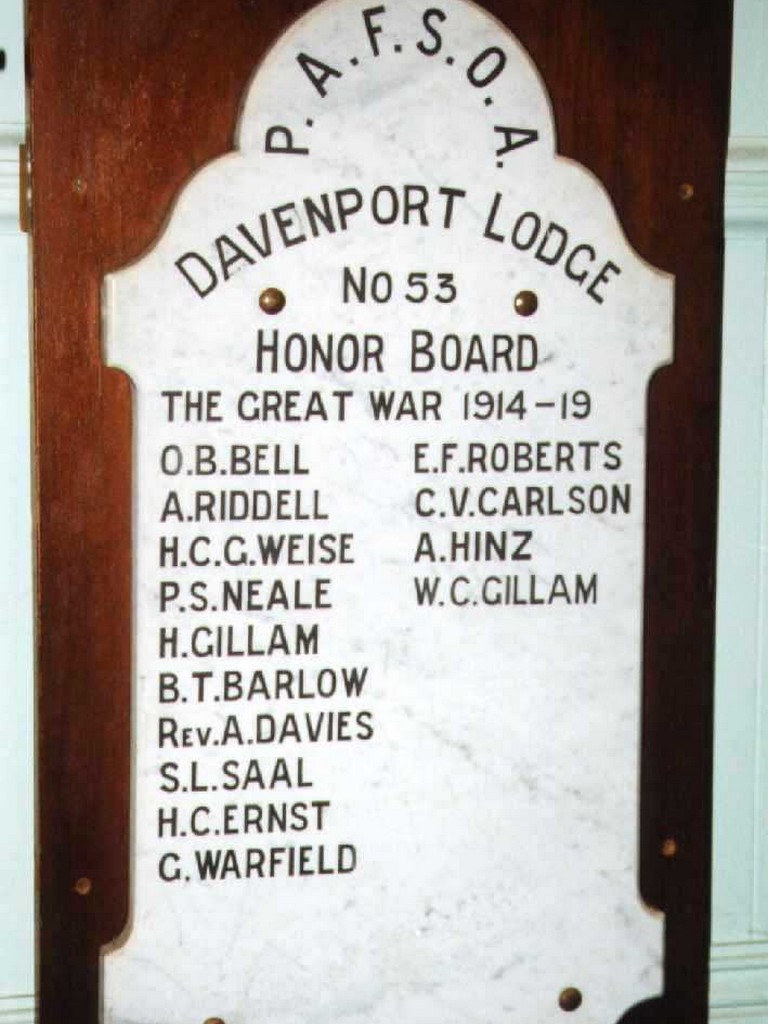 P. A. F. S. O. A.
DAVENPORT LODGE
NO 53
HONOR BOARD
THE GREAT WAR 1914-19
O.B.BELL
A.RIDDELL
H.C.G.WEISE
P.S.NEALE
H.GILLAM
B.T.BARLOW
REV.A.DAVIES
S.L.SAAL
H.C.ERNST
G.WARFIELD
E.F.ROBERTS
C.V.CARLSON
A.HINZ
W.C.GILLAM